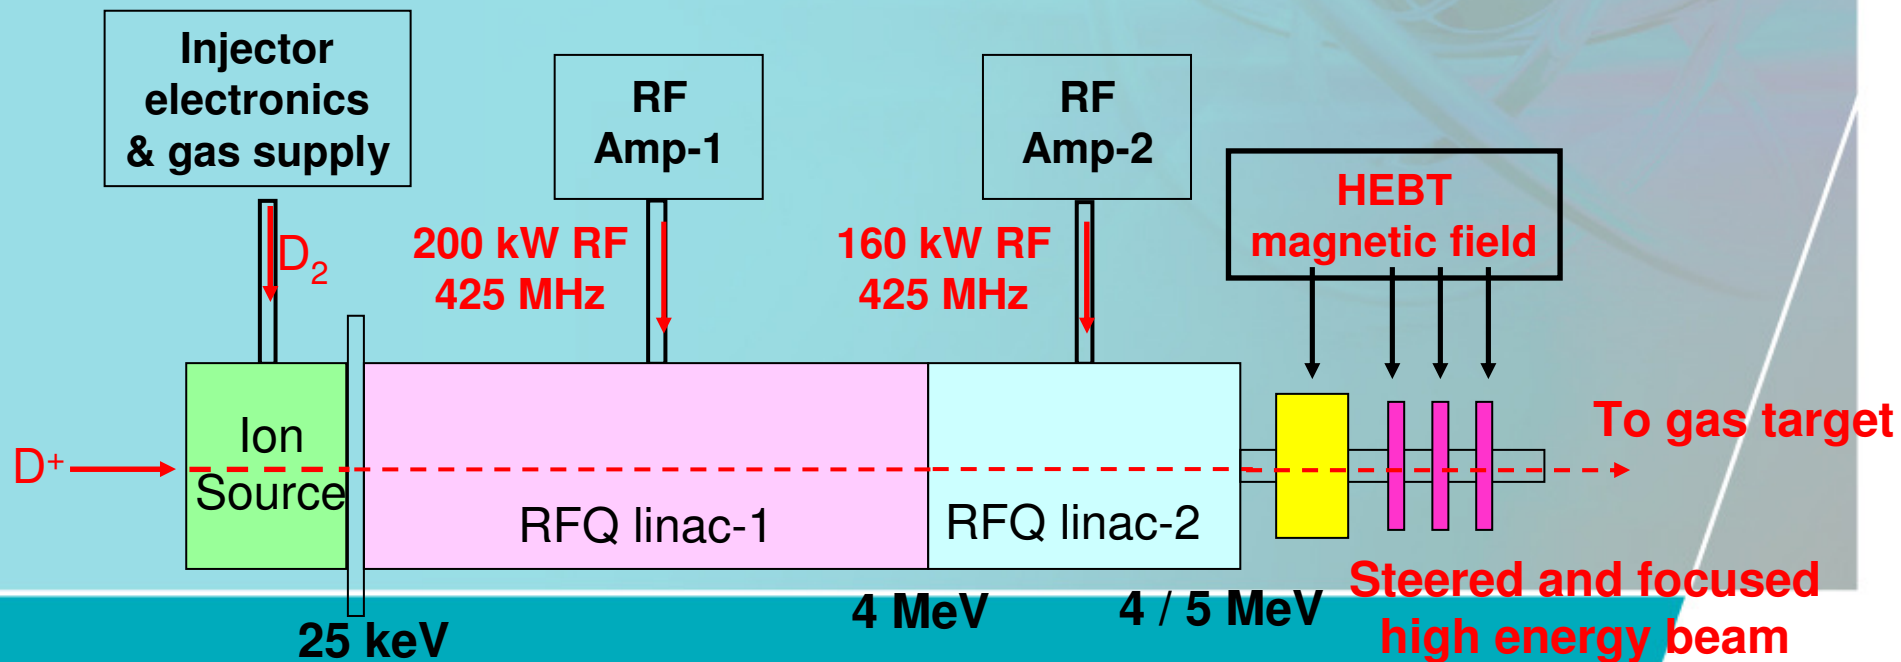 Injector
electronics
& gas supply
RF
Amp-1
RF
Amp-2
HEBT
magnetic field
D₂
200 kW RF
425 MHz
160 kW RF
425 MHz
D⁺
Ion
Source
RFQ linac-1
RFQ linac-2
To gas target
25 keV
4 MeV
4 / 5 MeV
Steered and focused
high energy beam